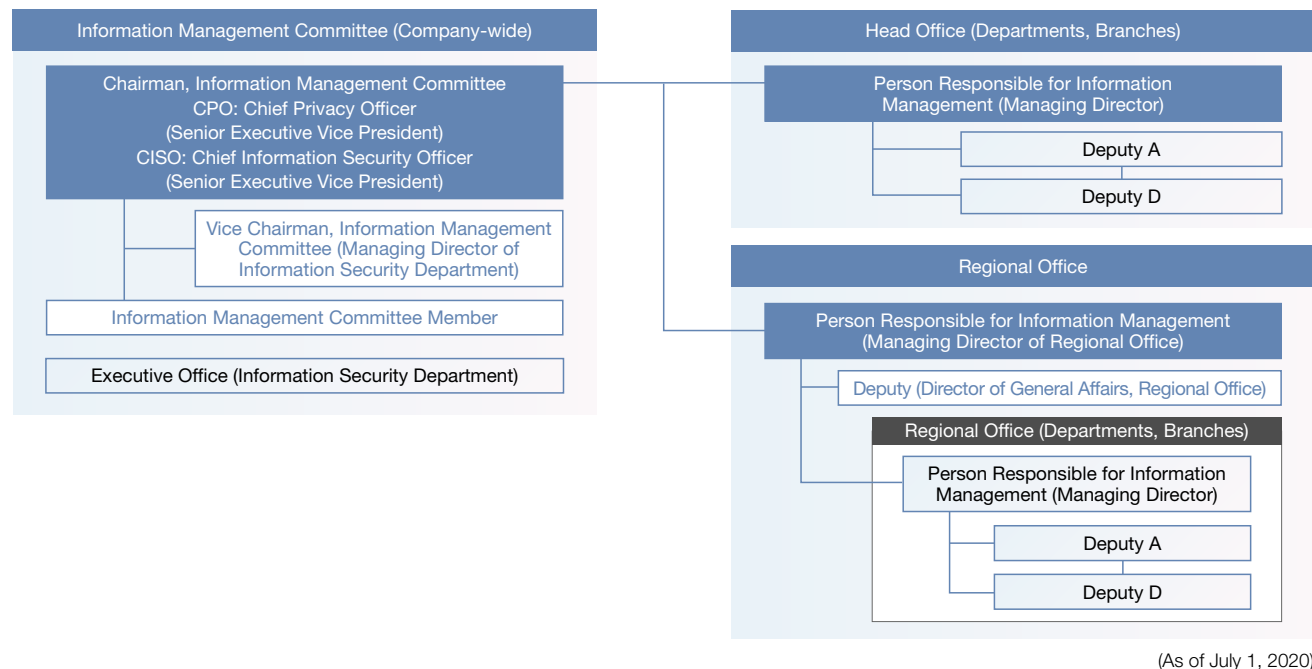 Information Management Committee (Company-wide)
Chairman, Information Management Committee
CPO: Chief Privacy Officer
(Senior Executive Vice President)
CISO: Chief Information Security Officer
(Senior Executive Vice President)
Vice Chairman, Information Management
Committee (Managing Director of
Information Security Department)
Information Management Committee Member
Executive Office (Information Security Department)
Head Office (Departments, Branches)
Person Responsible for Information
Management (Managing Director)
Deputy A
Deputy D
Regional Office
Person Responsible for Information Management
(Managing Director of Regional Office)
Deputy (Director of General Affairs, Regional Office)
Regional Office (Departments, Branches)
Person Responsible for Information
Management (Managing Director)
Deputy A
Deputy D
(As of July 1, 2020)